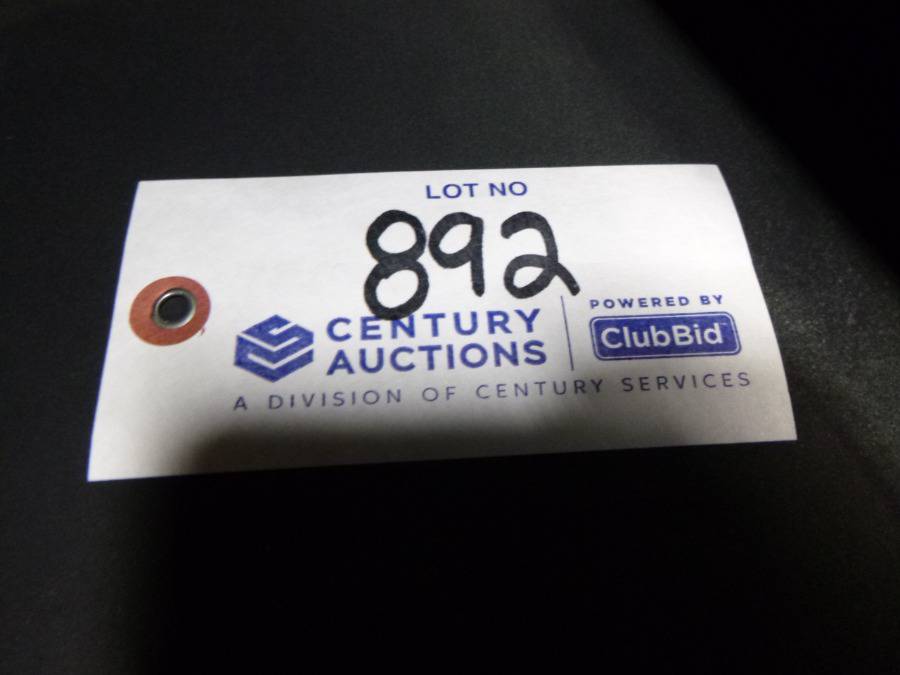 LOT NO
892
CENTURY
AUCTIONS
POWERED BY
ClubBid
A DIVISION OF CENTURY SERVICES